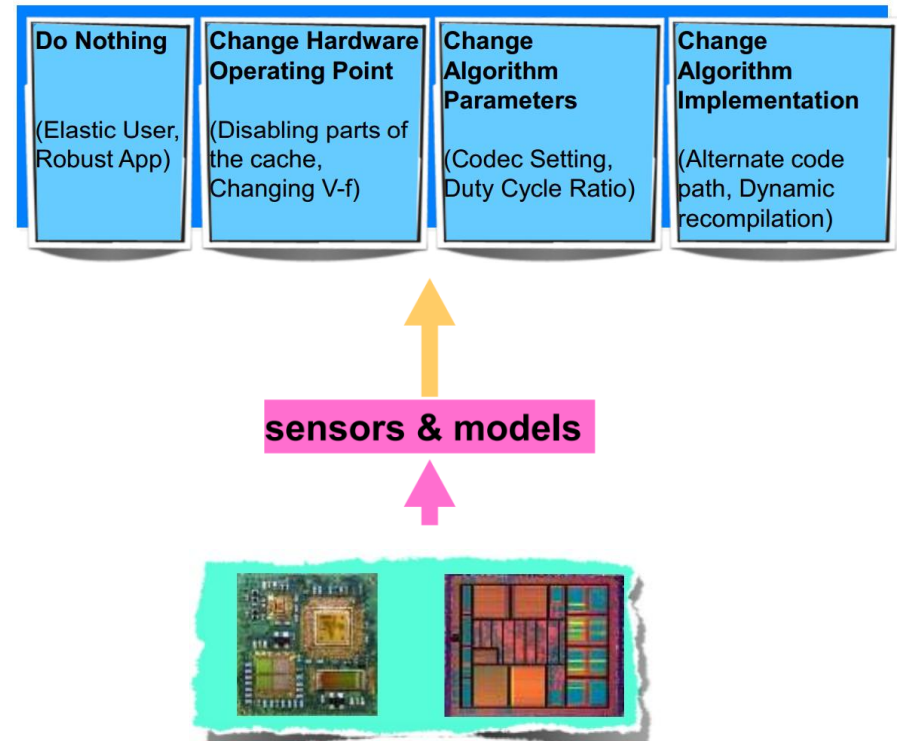 Do Nothing
(Elastic User,
Robust App)
Change Hardware
Operating Point
(Disabling parts of
the cache,
Changing V-f)
Change
Algorithm
Parameters
(Codec Setting,
Duty Cycle Ratio)
Change
Algorithm
Implementation
(Alternate code
path, Dynamic
recompilation)
sensors & models